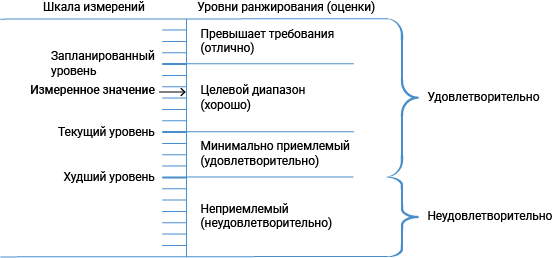 Шкала измерений
Уровни ранжирования (оценки)
Превышает требования
(отлично)
Запланированный
уровень
Измеренное значение
Целевой диапазон
(хорошо)
Удовлетворительно
Текущий уровень
Минимально приемлемый
(удовлетворительно)
Худший уровень
Неприемлемый
(неудовлетворительно)
Неудовлетворительно